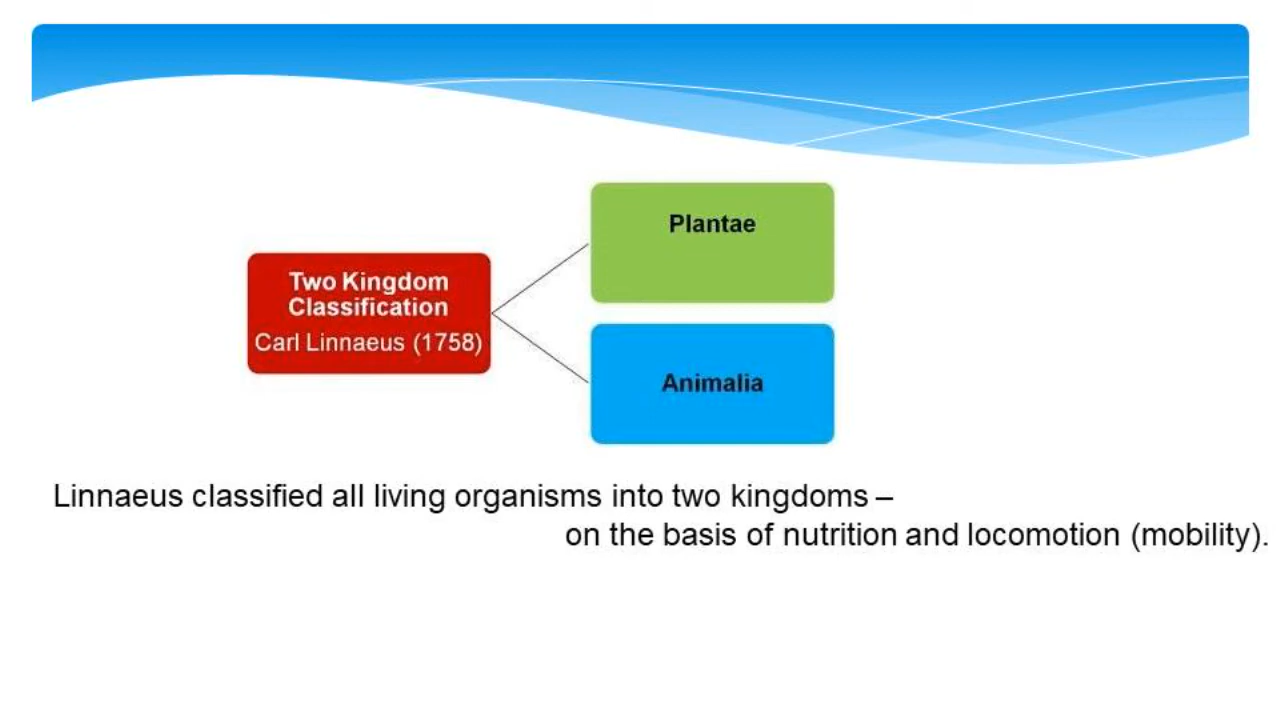 Plantae
Two Kingdom
Classification
Carl Linnaeus (1758)
Animalia
Linnaeus classified all living organisms into two kingdoms –
on the basis of nutrition and locomotion (mobility).